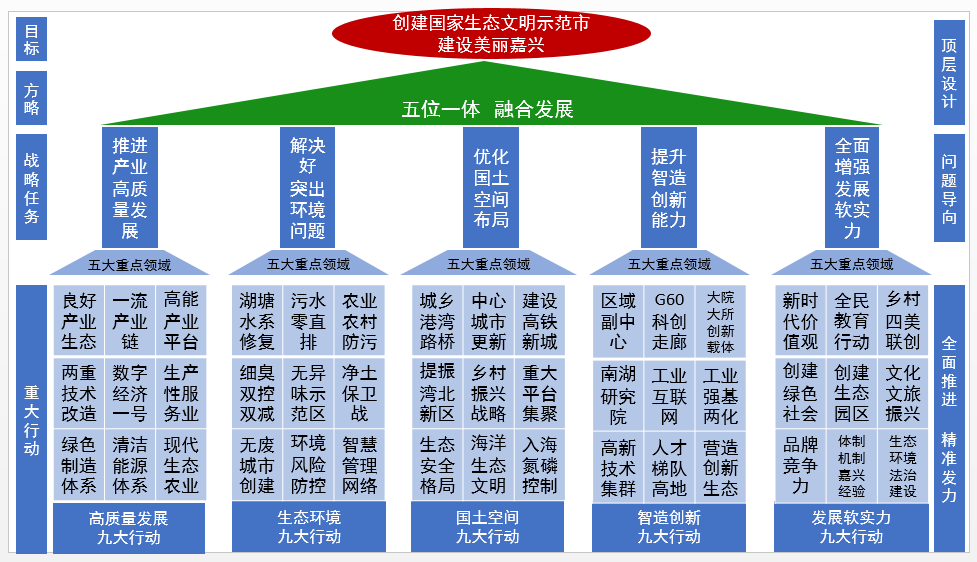 创建国家生态文明示范市
建设美丽嘉兴
目
标
方
略
战
略
任
务
重
大
行
动
顶
层
设
计
问
题
导
向
全
面
推
进
精
准
发
力
五位一体 融合发展
推进
产业
高质
量发
展
解决
好
突出
环境
问题
优化
国土
空间
布局
提升
智造
创新
能力
全面
增强
发展
软实
力
五大重点领域
五大重点领域
五大重点领域
五大重点领域
五大重点领域
良好
产业
生态
一流
产业
链
高能
产业
平台
两重
技术
改造
数字
经济
一号
生产
性服
务业
绿色
制造
体系
清洁
能源
体系
现代
生态
农业
高质量发展
九大行动
湖塘
水系
修复
污水
零直
排
农业
农村
防污
细臭
双控
双减
无异
味示
范区
净土
保卫
战
无废
城市
创建
环境
风险
防控
智慧
管理
网络
生态环境
九大行动
城乡
港湾
路桥
中心
城市
更新
建设
高铁
新城
提振
湾北
新区
乡村
振兴
战略
重大
平台
集聚
生态
安全
格局
海洋
生态
文明
入海
氮磷
控制
国土空间
九大行动
区域
副中
心
G60
科创
走廊
大院
大所
创新
载体
南湖
研究
院
工业
互联
网
工业
强基
两化
高新
技术
集群
人才
梯队
高地
营造
创新
生态
智造创新
九大行动
新时
代价
值观
全民
教育
行动
乡村
四美
联创
创建
绿色
社会
创建
生态
园区
文化
文旅
振兴
品牌
竞争
力
体制
机制
嘉兴
经验
生态
环境
法治
建设
发展软实力
九大行动